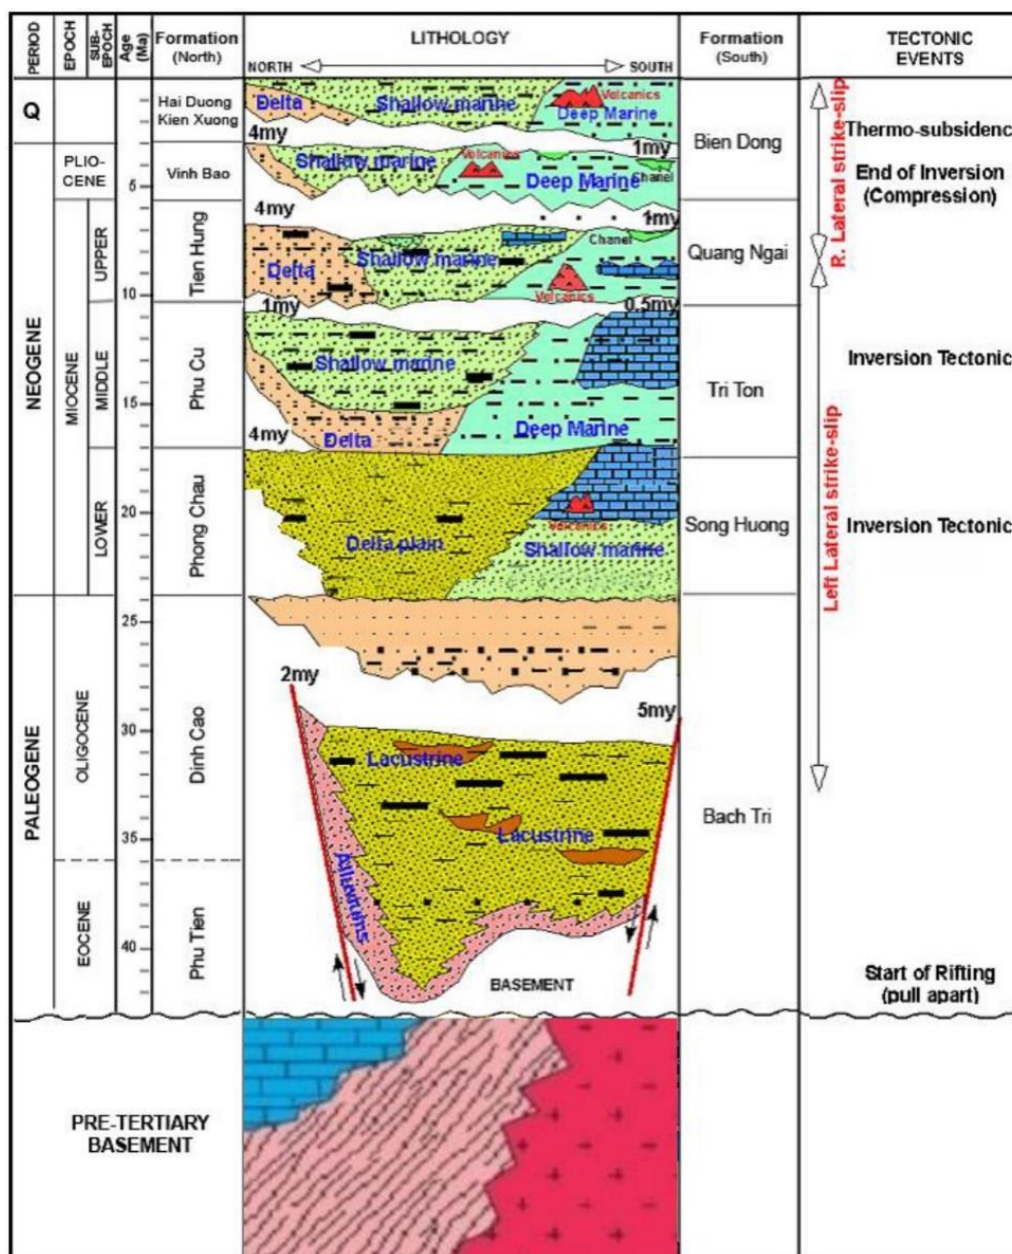 PERIOD
EPOCH
SUB-
EPOCH
Age
(Ma)
Formation
(North)
LITHOLOGY
NORTH
SOUTH
Formation
(South)
TECTONIC
EVENTS
Q
Hai Duong
Kien Xuong
Delta
Shallow marine
Volcanics
Deep Marine
4my
1my
Bien Dong
Thermo-subsidenc
PLIO-
CENE
5
Vinh Bao
Shallow marine
Volcanics
Deep Marine
Chanel
End of Inversion
(Compression)
R. Lateral strike-slip
4my
1my
NEOGENE
MIOCENE
UPPER
10
Tien Hung
Delta
Shallow marine
Chanel
Volcanics
Quang Ngai
1my
0.5my
MIDDLE
15
Phu Cu
Shallow marine
Delta
Deep Marine
Tri Ton
Inversion Tectonic
4my
LOWER
20
Phong Chau
Delta plain
Volcanics
Shallow marine
Song Huong
Inversion Tectonic
Left Lateral strike-slip
PALEOGENE
OLIGOCENE
25
30
35
Dinh Cao
2my
5my
Lacustrine
Lacustrine
Alluviums
Bach Tri
EOCENE
40
Phu Tien
BASEMENT
Start of Rifting
(pull apart)
PRE-TERTIARY
BASEMENT